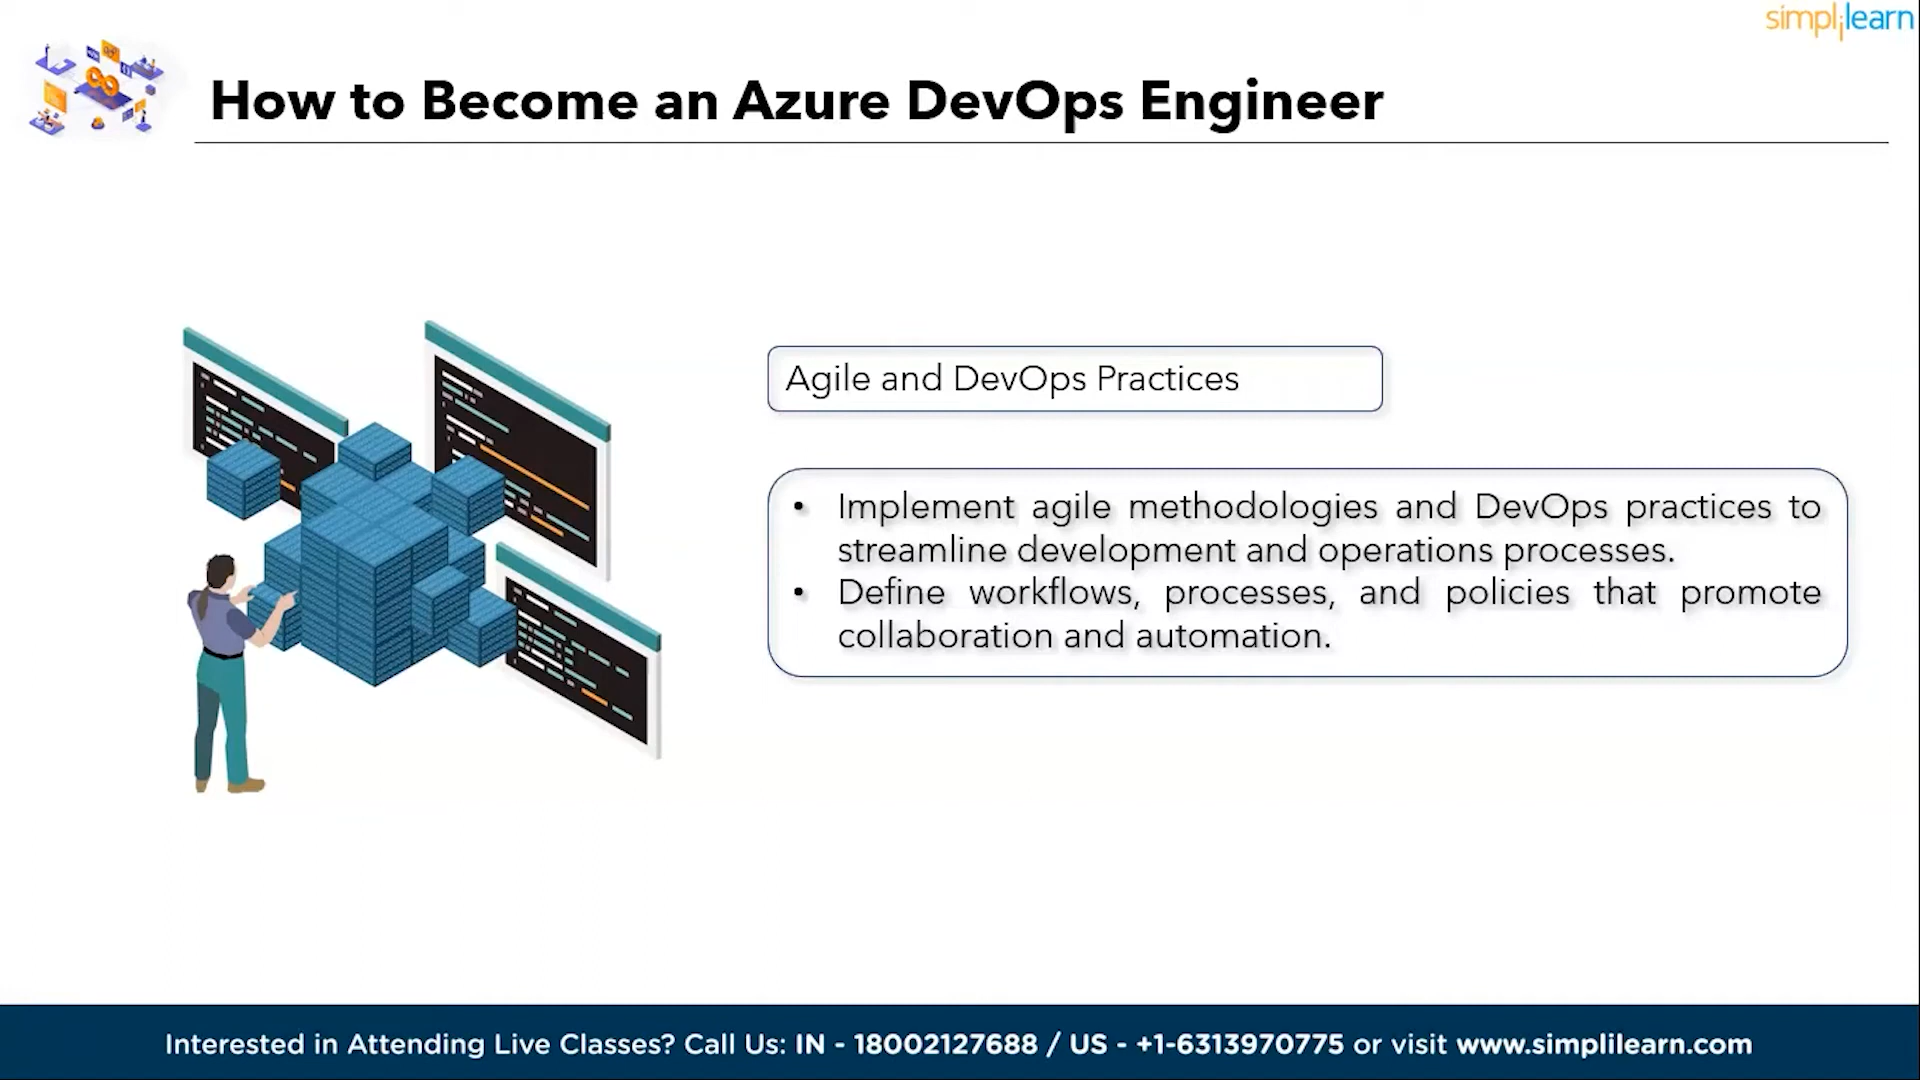 simplilearn
How to Become an Azure DevOps Engineer
Agile and DevOps Practices
• Implement agile methodologies and DevOps practices to
streamline development and operations processes.
• Define workflows, processes, and policies that promote
collaboration and automation.
Interested in Attending Live Classes? Call Us: IN - 18002127688 / US - +1-6313970775 or visit www.simplilearn.com